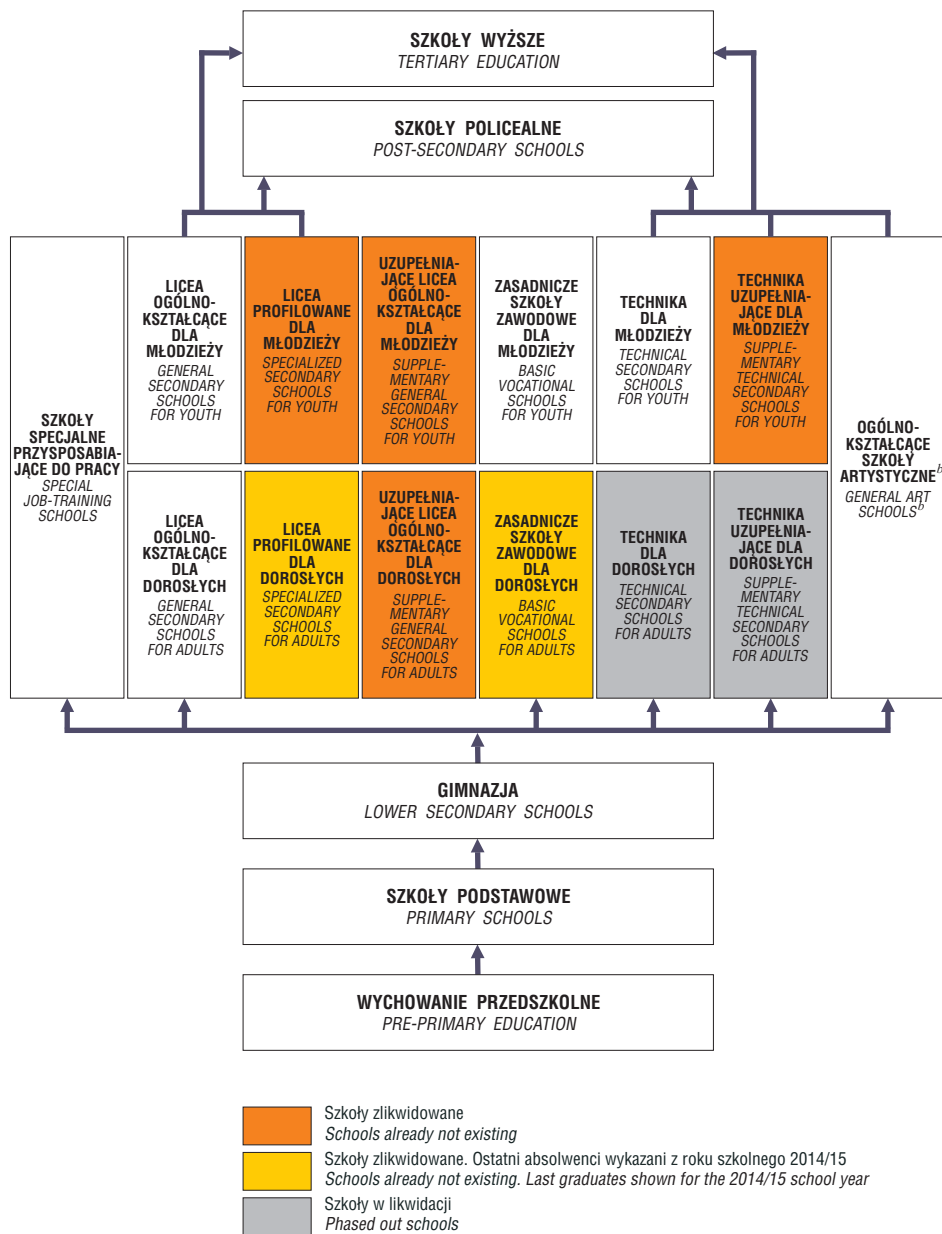 SZKOŁY WYŻSZE
TERTIARY EDUCATION
SZKOŁY POLICEALNE
POST-SECONDARY SCHOOLS
SZKOŁY
SPECJALNE
PRZYSPOSABIA-
JĄCE DO PRACY
SPECIAL
JOB-TRAINING
SCHOOLS
LICEA
OGÓLNO-
KSZTAŁCĄCE
DLA
MŁODZIEŻY
GENERAL
SECONDARY
SCHOOLS
FOR YOUTH
LICEA
PROFILOWANE
DLA
MŁODZIEŻY
SPECIALIZED
SECONDARY
SCHOOLS
FOR YOUTH
UZUPEŁNIA-
JĄCE LICEA
OGÓLNO-
KSZTAŁCĄCE
DLA
MŁODZIEŻY
SUPPLE-
MENTARY
GENERAL
SECONDARY
SCHOOLS
FOR YOUTH
ZASADNICZE
SZKOŁY
ZAWODOWE
DLA
MŁODZIEŻY
BASIC
VOCATIONAL
SCHOOLS
FOR YOUTH
TECHNIKA
DLA
MŁODZIEŻY
TECHNICAL
SECONDARY
SCHOOLS
FOR YOUTH
TECHNIKA
UZUPEŁNIA-
JĄCE DLA
MŁODZIEŻY
SUPPLE-
MENTARY
TECHNICAL
SECONDARY
SCHOOLS
FOR YOUTH
OGÓLNO-
KSZTAŁCĄCE
SZKOŁY
ARTYSTYCZNE b
GENERAL ART
SCHOOLS b
LICEA
OGÓLNO-
KSZTAŁCĄCE
DLA
DOROSŁYCH
GENERAL
SECONDARY
SCHOOLS
FOR ADULTS
LICEA
PROFILOWANE
DLA
DOROSŁYCH
SPECIALIZED
SECONDARY
SCHOOLS
FOR ADULTS
UZUPEŁNIA-
JĄCE LICEA
OGÓLNO-
KSZTAŁCĄCE
DLA
DOROSŁYCH
SUPPLE-
MENTARY
GENERAL
SECONDARY
SCHOOLS
FOR ADULTS
ZASADNICZE
SZKOŁY
ZAWODOWE
DLA
DOROSŁYCH
BASIC
VOCATIONAL
SCHOOLS
FOR ADULTS
TECHNIKA
DLA
DOROSŁYCH
TECHNICAL
SECONDARY
SCHOOLS
FOR ADULTS
TECHNIKA
UZUPEŁNIA-
JĄCE DLA
DOROSŁYCH
SUPPLE-
MENTARY
TECHNICAL
SECONDARY
SCHOOLS
FOR ADULTS
GIMNAZJA
LOWER SECONDARY SCHOOLS
SZKOŁY PODSTAWOWE
PRIMARY SCHOOLS
WYCHOWANIE PRZEDSZKOLNE
PRE-PRIMARY EDUCATION
Szkoły zlikwidowane
Schools already not existing
Szkoły zlikwidowane. Ostatni absolwenci wykazani z roku szkolnego 2014/15
Schools already not existing. Last graduates shown for the 2014/15 school year
Szkoły w likwidacji
Phased out schools